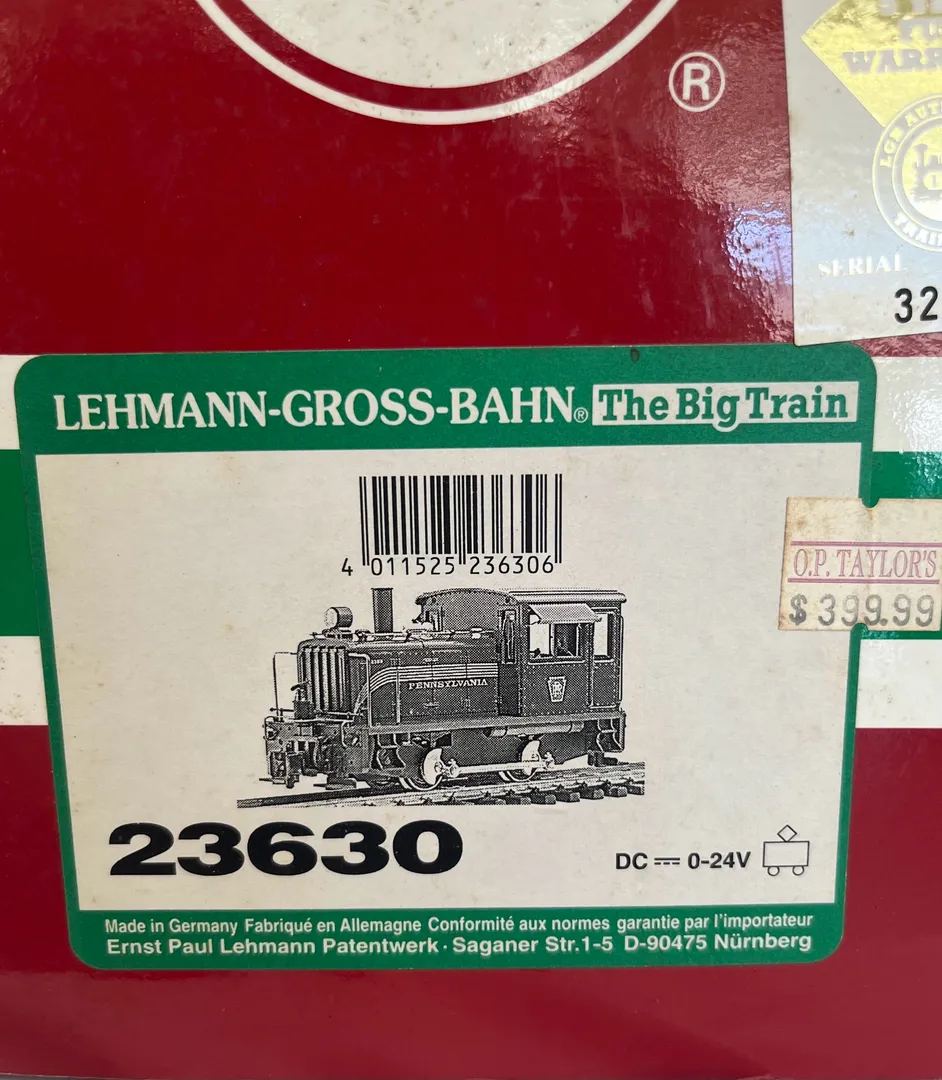 ®
SERIAL
32
LEHMANN-GROSS-BAHN® The Big Train
4 011525 236306
O.P. TAYLOR'S
$ 399.99
PENNSYLVANIA
23630
DC 0-24V
Made in Germany Fabriqué en Allemagne Conformité aux normes garantie par l'importateur
Ernst Paul Lehmann Patentwerk · Saganer Str.1-5 D-90475 Nürnberg